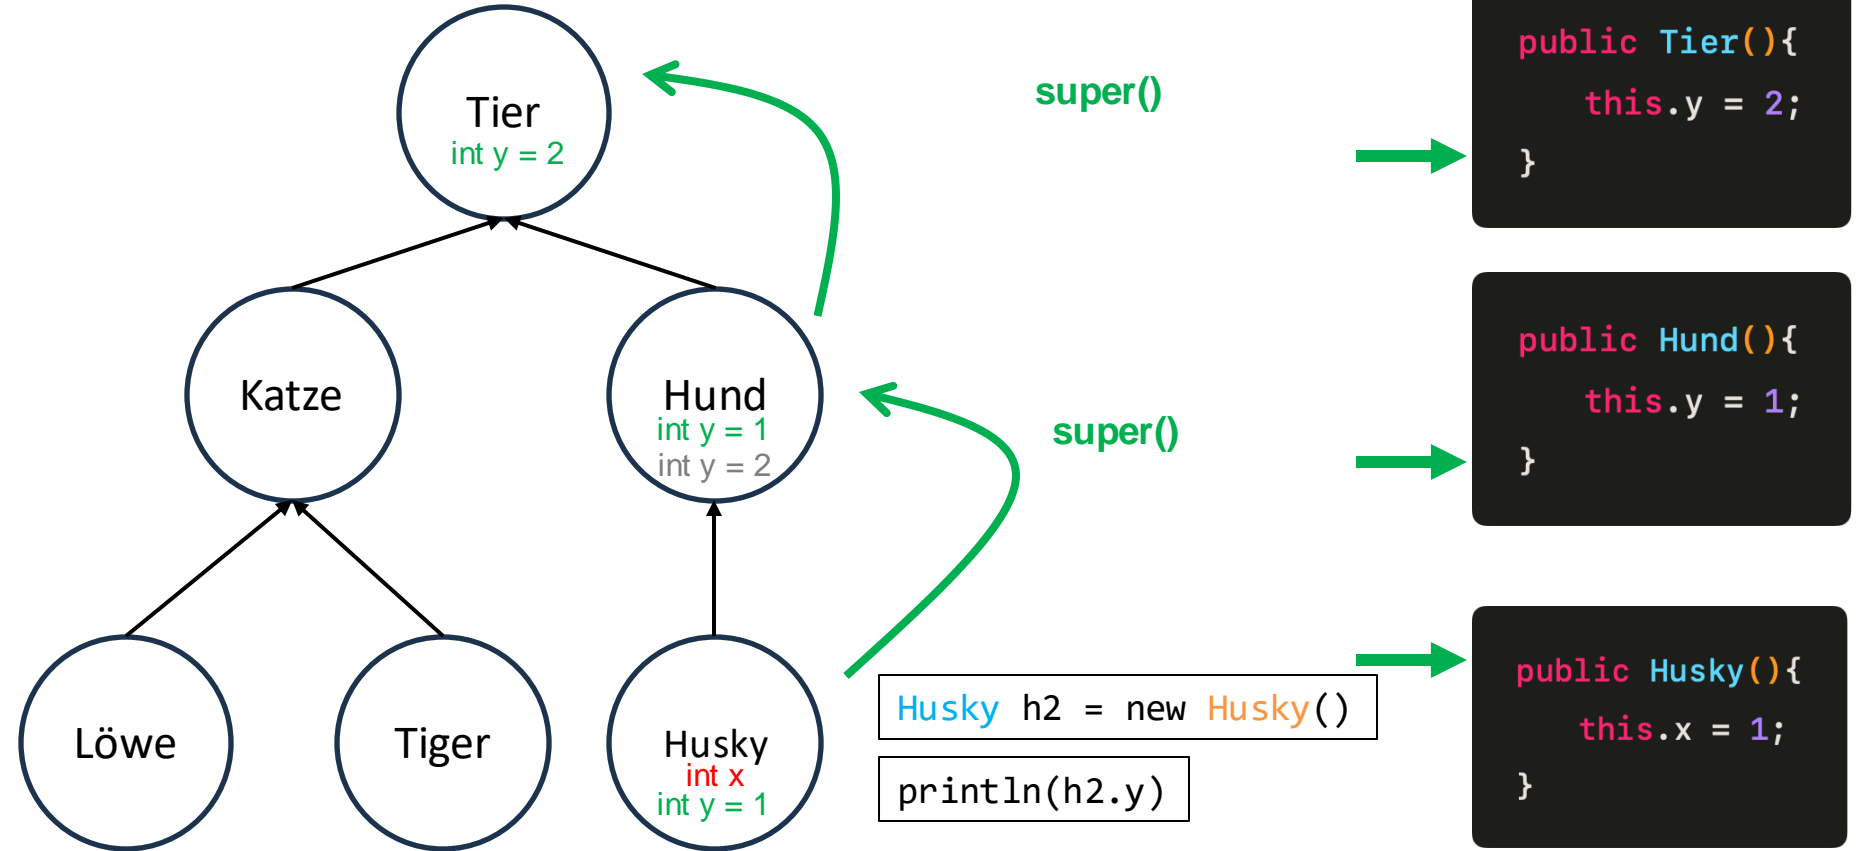 Tier
int y = 2
super()
public Tier(){
this.y = 2;
}
Katze
Hund
int y = 1
int y = 2
super()
public Hund(){
this.y = 1;
}
Löwe
Tiger
Husky
int x
int y = 1
Husky h2 = new Husky()
println(h2.y)
public Husky(){
this.x = 1;
}